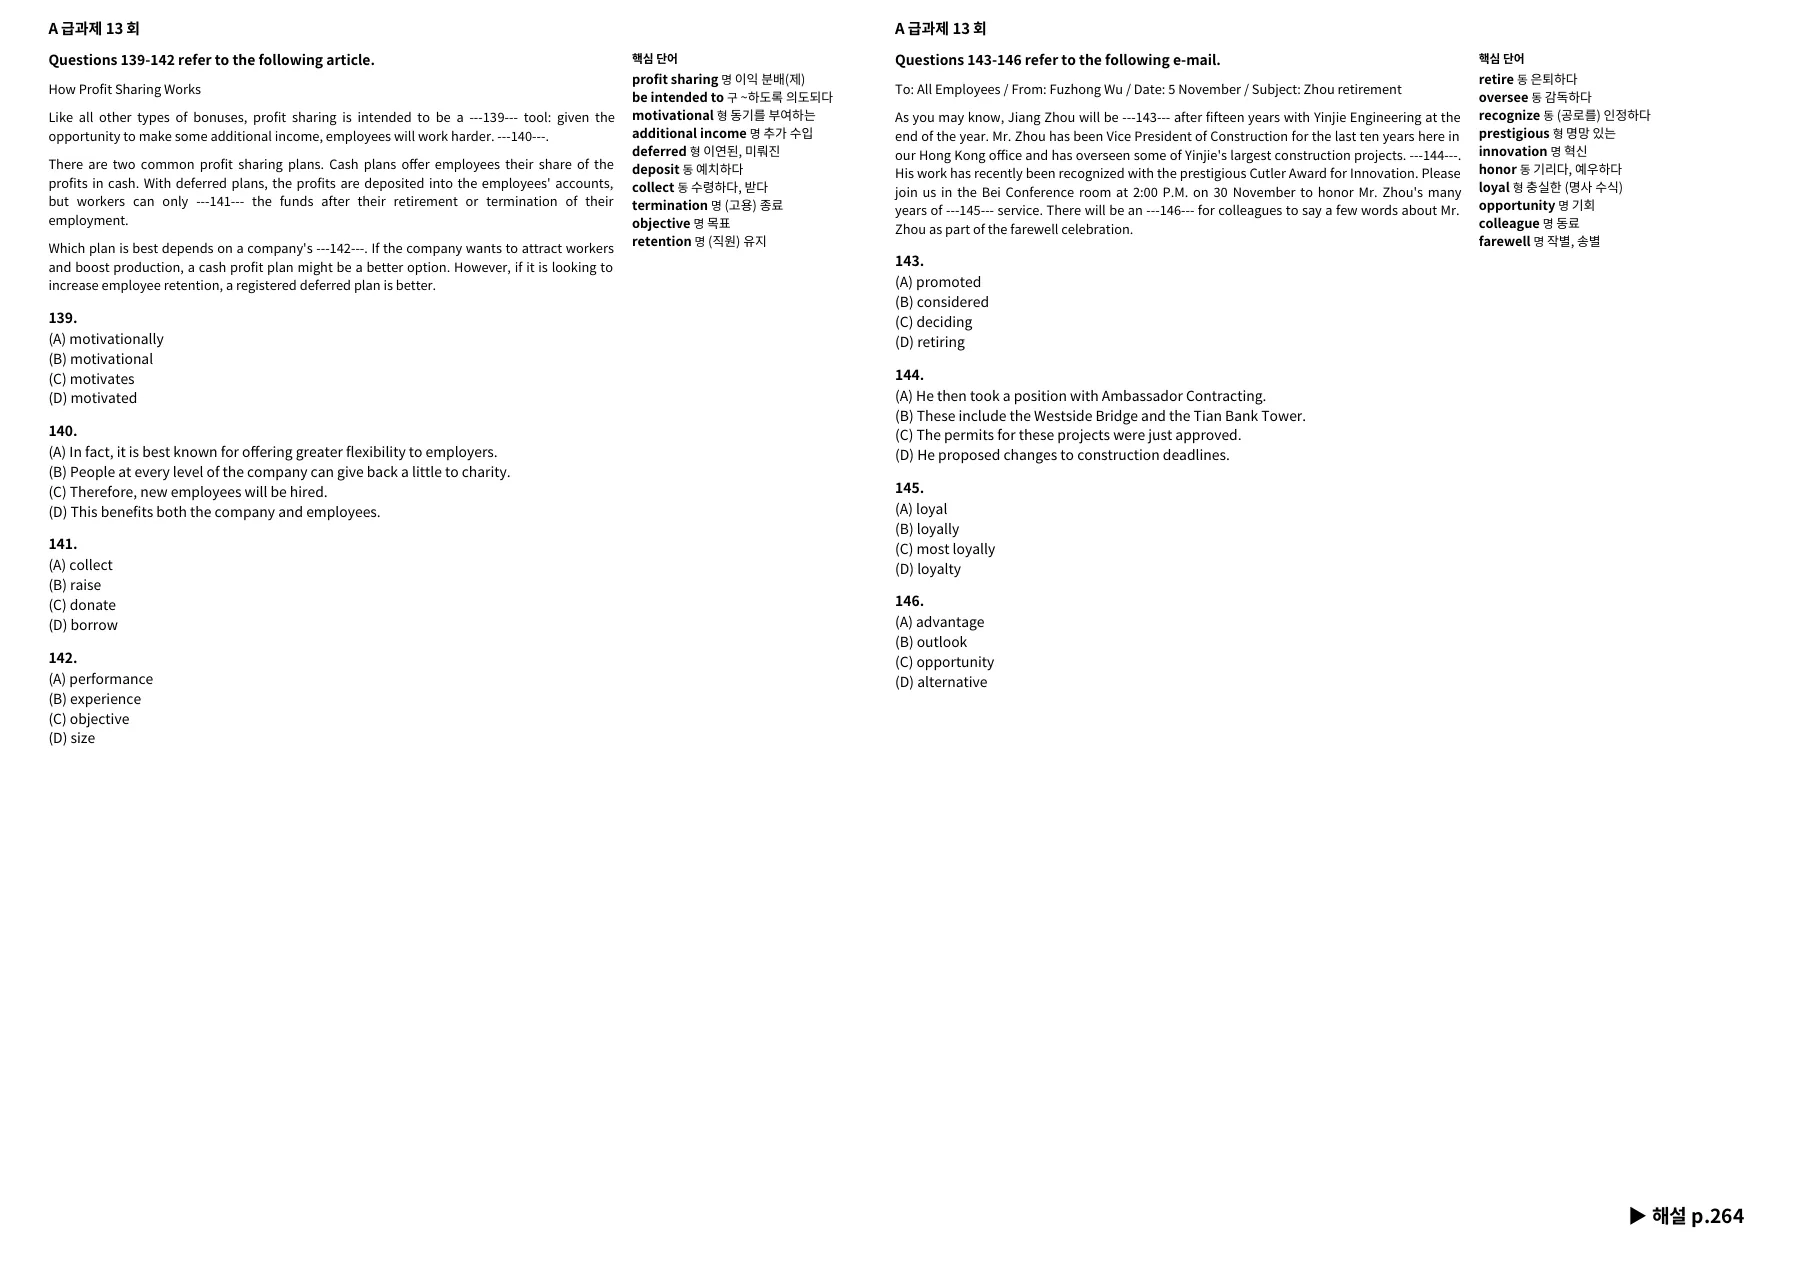 A 급과제 13 회
Questions 139-142 refer to the following article.
How Profit Sharing Works
Like all other types of bonuses, profit sharing is intended to be a ---139--- tool: given the
opportunity to make some additional income, employees will work harder. ---140---.
There are two common profit sharing plans. Cash plans offer employees their share of the
profits in cash. With deferred plans, the profits are deposited into the employees' accounts,
but workers can only ---141--- the funds after their retirement or termination of their
employment.
Which plan is best depends on a company's ---142---. If the company wants to attract workers
and boost production, a cash profit plan might be a better option. However, if it is looking to
increase employee retention, a registered deferred plan is better.
139.
(A) motivationally
(B) motivational
(C) motivates
(D) motivated
140.
(A) In fact, it is best known for offering greater flexibility to employers.
(B) People at every level of the company can give back a little to charity.
(C) Therefore, new employees will be hired.
(D) This benefits both the company and employees.
141.
(A) collect
(B) raise
(C) donate
(D) borrow
142.
(A) performance
(B) experience
(C) objective
(D) size
핵심 단어
profit sharing 명 이익 분배(제)
be intended to 구 ~하도록 의도되다
motivational 형 동기를 부여하는
additional income 명 추가 수입
deferred 형 이연된, 미뤄진
deposit 동 예치하다
collect 동 수령하다, 받다
termination 명 (고용) 종료
objective 명 목표
retention 명 (직원) 유지
A 급과제 13 회
Questions 143-146 refer to the following e-mail.
To: All Employees / From: Fuzhong Wu / Date: 5 November / Subject: Zhou retirement
As you may know, Jiang Zhou will be ---143--- after fifteen years with Yinjie Engineering at the
end of the year. Mr. Zhou has been Vice President of Construction for the last ten years here in
our Hong Kong office and has overseen some of Yinjie's largest construction projects. ---144---.
His work has recently been recognized with the prestigious Cutler Award for Innovation. Please
join us in the Bei Conference room at 2:00 P.M. on 30 November to honor Mr. Zhou's many
years of ---145--- service. There will be an ---146--- for colleagues to say a few words about Mr.
Zhou as part of the farewell celebration.
143.
(A) promoted
(B) considered
(C) deciding
(D) retiring
144.
(A) He then took a position with Ambassador Contracting.
(B) These include the Westside Bridge and the Tian Bank Tower.
(C) The permits for these projects were just approved.
(D) He proposed changes to construction deadlines.
145.
(A) loyal
(B) loyally
(C) most loyally
(D) loyalty
146.
(A) advantage
(B) outlook
(C) opportunity
(D) alternative
핵심 단어
retire 동 은퇴하다
oversee 동 감독하다
recognize 동 (공로를) 인정하다
prestigious 형 명망 있는
innovation 명 혁신
honor 동 기리다, 예우하다
loyal 형 충실한 (명사 수식)
opportunity 명 기회
colleague 명 동료
farewell 명 작별, 송별
▶ 해설 p.264